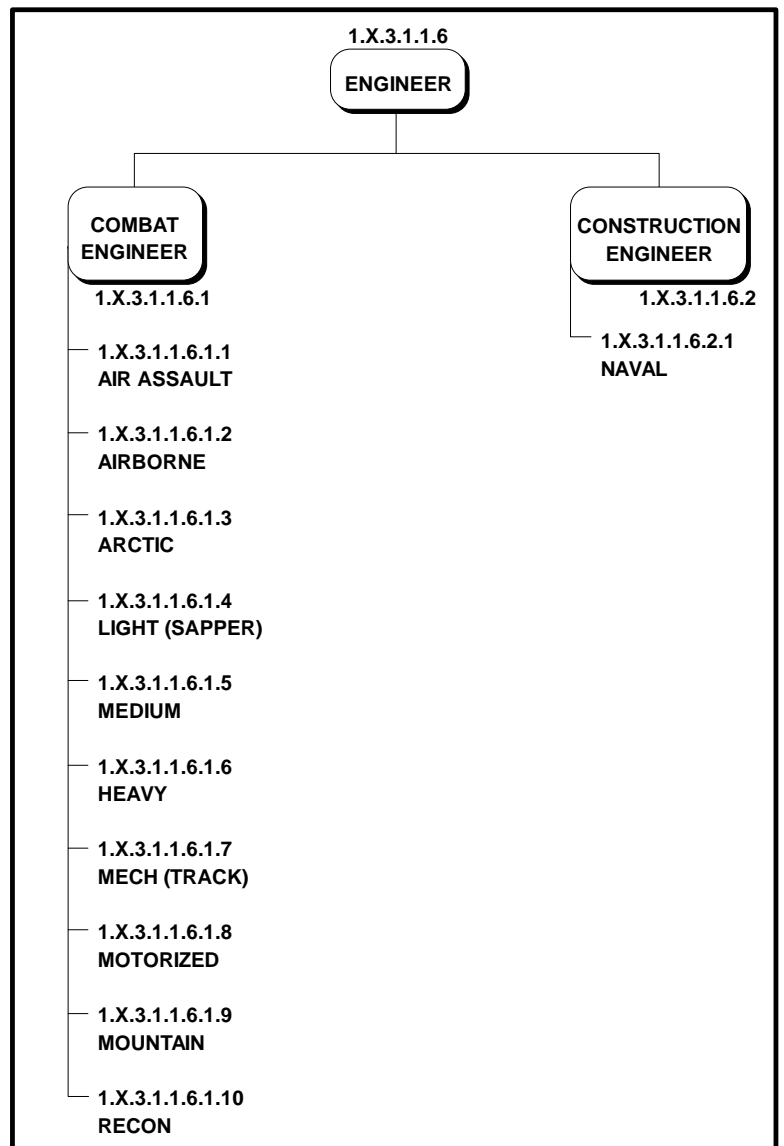 1.X.3.1.1.6
ENGINEER
COMBAT
ENGINEER
1.X.3.1.1.6.1
1.X.3.1.1.6.1.1
AIR ASSAULT
1.X.3.1.1.6.1.2
AIRBORNE
1.X.3.1.1.6.1.3
ARCTIC
1.X.3.1.1.6.1.4
LIGHT (SAPPER)
1.X.3.1.1.6.1.5
MEDIUM
1.X.3.1.1.6.1.6
HEAVY
1.X.3.1.1.6.1.7
MECH (TRACK)
1.X.3.1.1.6.1.8
MOTORIZED
1.X.3.1.1.6.1.9
MOUNTAIN
1.X.3.1.1.6.1.10
RECON
CONSTRUCTION
ENGINEER
1.X.3.1.1.6.2
1.X.3.1.1.6.2.1
NAVAL